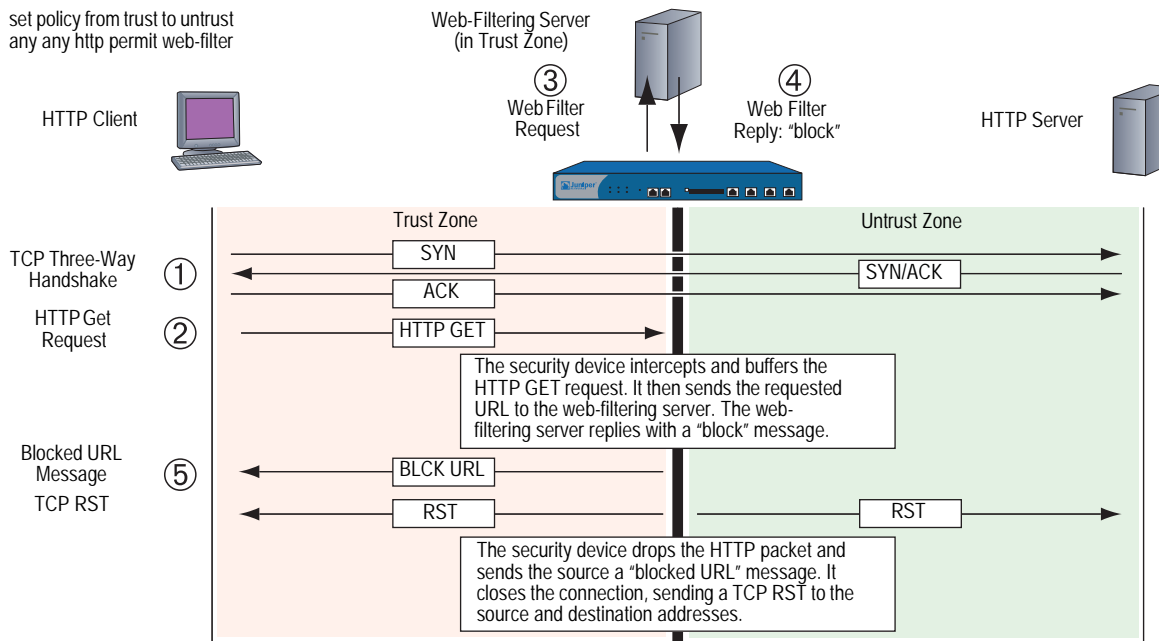 set policy from trust to untrust
any any http permit web-filter
Web-Filtering Server
(in Trust Zone)
③
Web Filter
Request
④
Web Filter
Reply: “block”
HTTP Client
HTTP Server
Juniper
Trust Zone
Untrust Zone
TCP Three-Way
Handshake
①
SYN
SYN/ACK
ACK
HTTP Get
Request
②
HTTP GET
The security device intercepts and buffers the
HTTP GET request. It then sends the requested
URL to the web-filtering server. The web-
filtering server replies with a “block” message.
Blocked URL
Message
⑤
BLCK URL
TCP RST
RST
RST
The security device drops the HTTP packet and
sends the source a “blocked URL” message. It
closes the connection, sending a TCP RST to the
source and destination addresses.